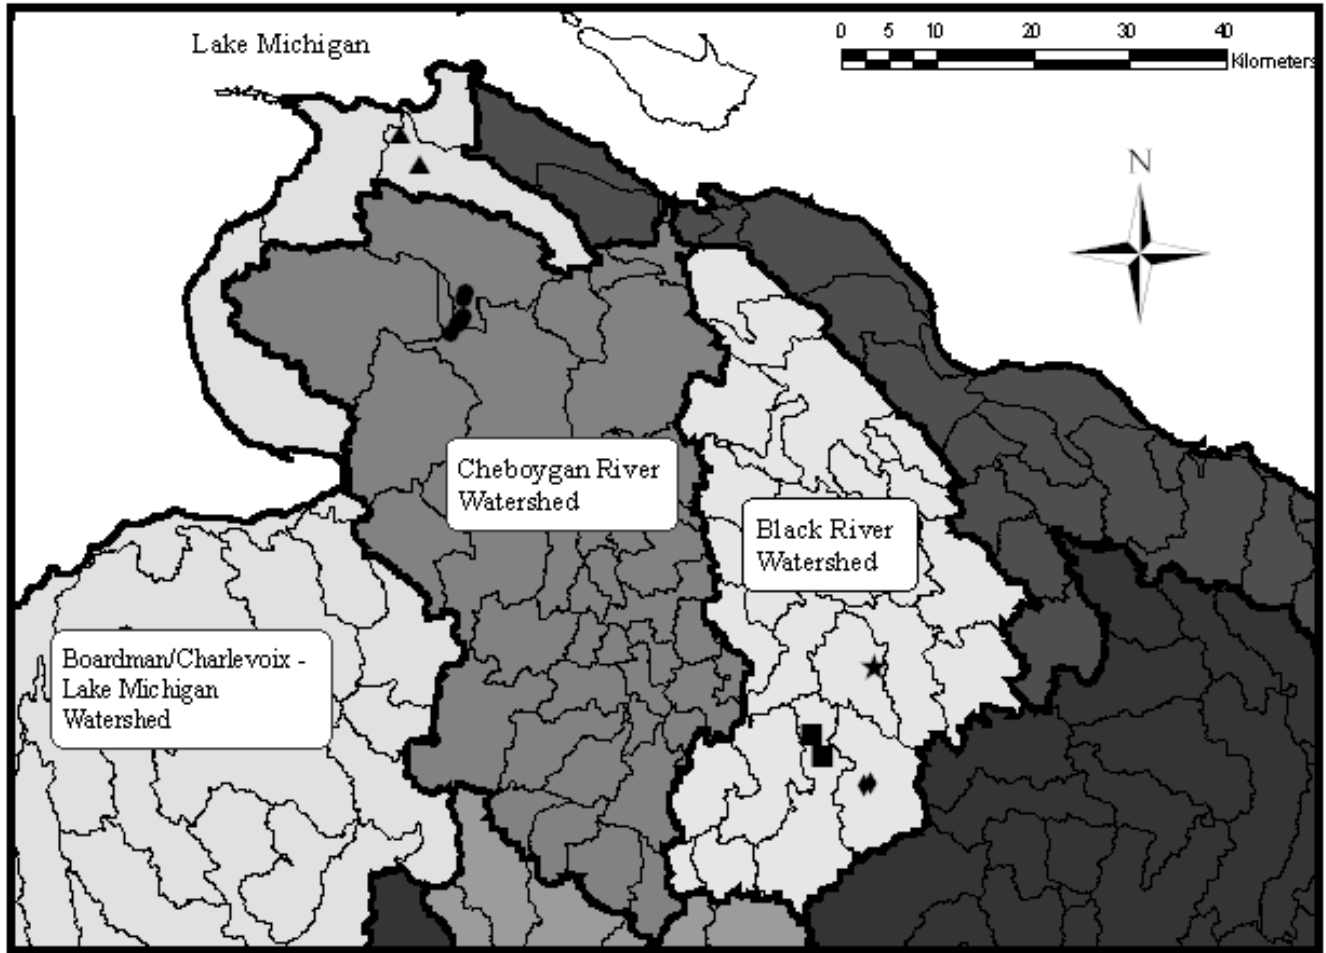 Lake Michigan
0 5 10 20 30 40
Kilometers
N
Cheboygan River
Watershed
Black River
Watershed
Boardman/Charlevoix -
Lake Michigan
Watershed